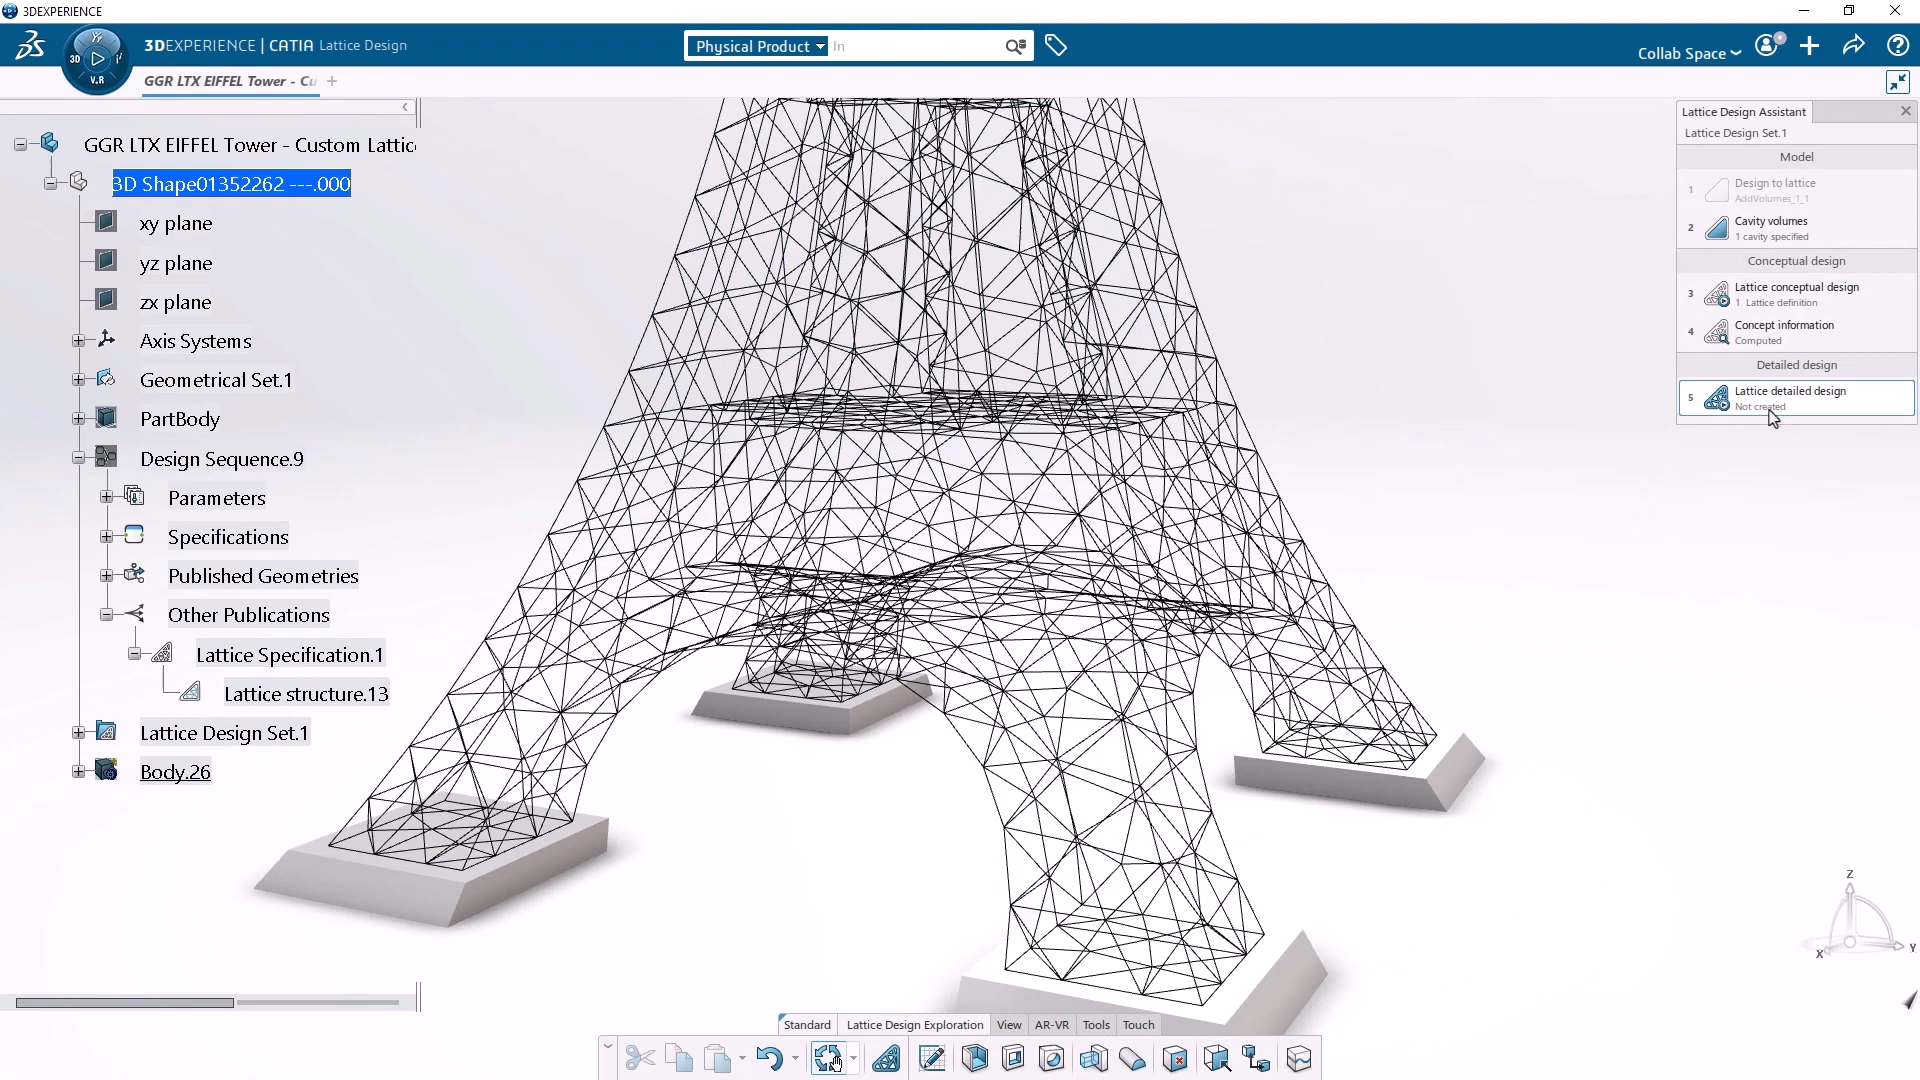 3DEXPERIENCE
3DEXPERIENCE | CATIA Lattice Design
3D
V.R
Physical Product
In
Collab Space
GGR LTX EIFFEL Tower - Cu
GGR LTX EIFFEL Tower - Custom Lattic
3D Shape01352262 ---.000
xy plane
yz plane
zx plane
Axis Systems
Geometrical Set.1
PartBody
Design Sequence.9
Parameters
Specifications
Published Geometries
Other Publications
Lattice Specification.1
Lattice structure.13
Lattice Design Set.1
Body.26
Lattice Design Assistant
Lattice Design Set.1
Model
1 Design to lattice
AddVolumes_1_1
2 Cavity volumes
1 cavity specified
Conceptual design
3 Lattice conceptual design
1 Lattice definition
4 Concept information
Computed
Detailed design
5 Lattice detailed design
Not created
Z
X
Y
Standard
Lattice Design Exploration
View
AR-VR
Tools
Touch